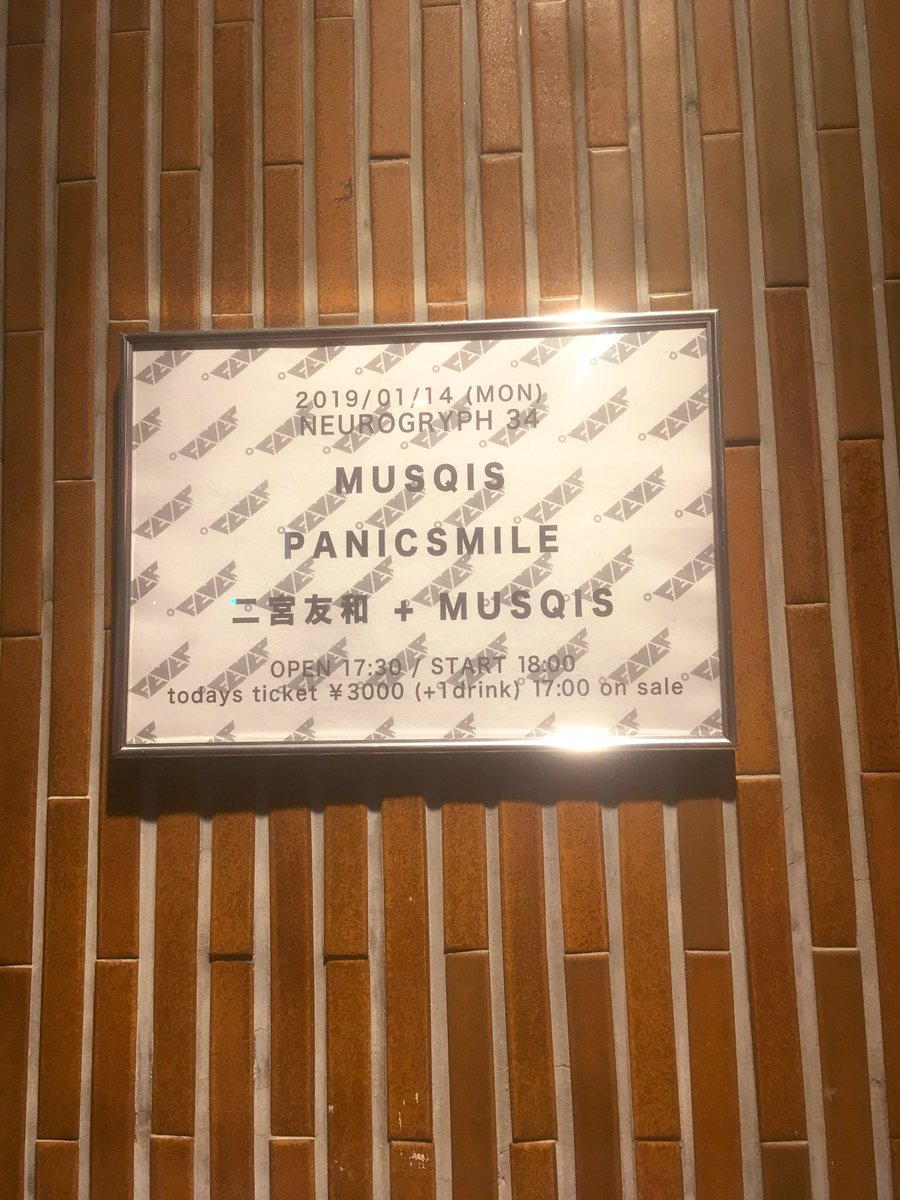 2019/01/14 (MON)
NEUROGRYPH 34
MUSQIS
PANICSMILE
二宮友和 + MUSQIS
OPEN 17:30 / START 18:00
todays ticket ¥3000 (+1drink) 17:00 on sale